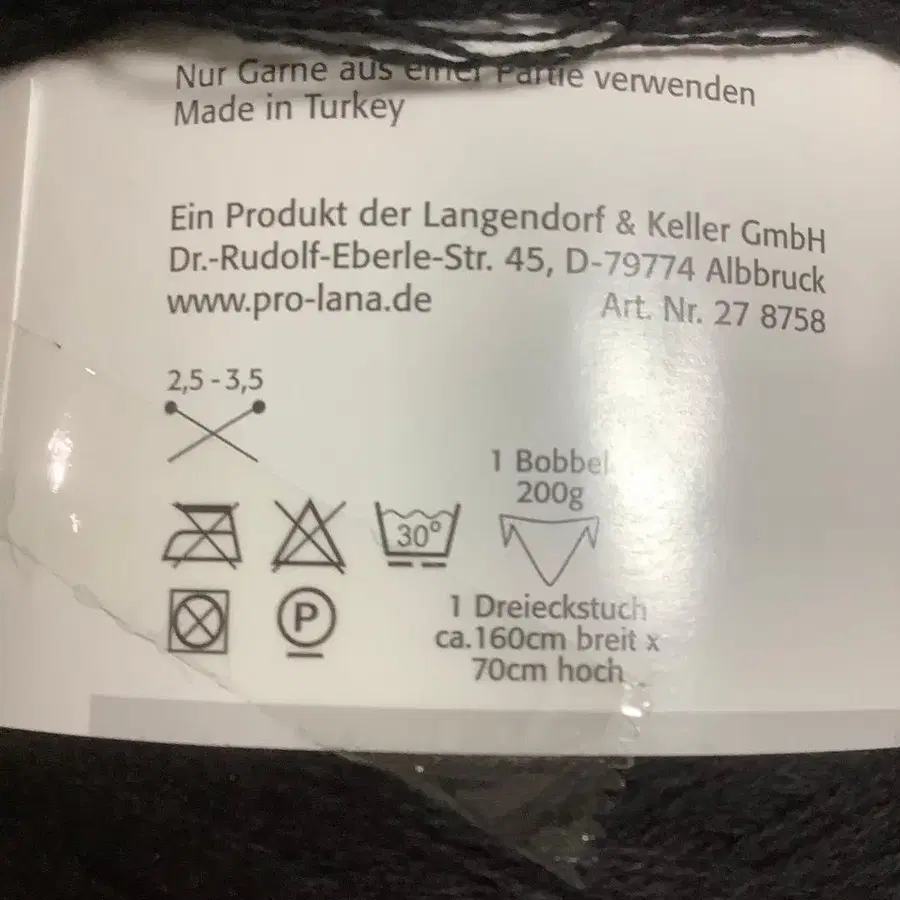 Nur Garne aus einer Partie verwenden
Made in Turkey
Ein Produkt der Langendorf & Keller GmbH
Dr.-Rudolf-Eberle-Str. 45, D-79774 Albbruck
www.pro-lana.de Art. Nr. 27 8758
2,5 - 3,5
1 Bobbel
200g
30°
P
1 Dreieckstuch
ca.160cm breit x
70cm hoch